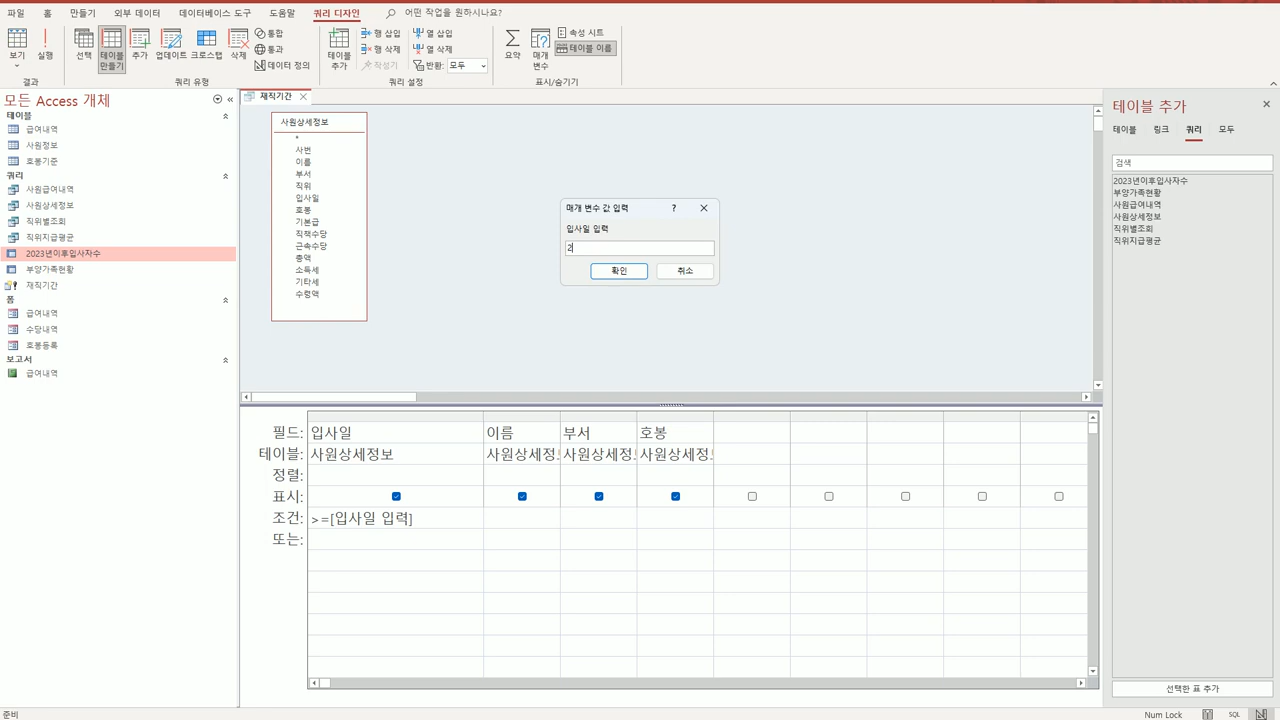 파일 홈 만들기 외부 데이터 데이터베이스 도구 도움말 쿼리 디자인 어떤 작업을 원하시나요?
보기 실행 선택 테이블 만들기 추가 업데이트 크로스탭 삭제 통합 통과 데이터 정의 테이블 추가 행 삽입 행 삭제 작성기 열 삽입 열 삭제 반환: 모두 요약 매개 변수 속성 시트 테이블 이름
결과 쿼리 유형 쿼리 설정 표시/숨기기
모든 Access 개체
테이블
급여내역
사원정보
호봉기준
쿼리
사원급여내역
사원상세정보
직위별조회
직위지급평균
2023년이후입사자수
부양가족현황
재직기간
폼
급여내역
수당내역
호봉등록
보고서
급여내역
재직기간
사원상세정보
*
사번
이름
부서
직위
입사일
호봉
기본급
직책수당
근속수당
총액
소득세
기타세
수령액
매개 변수 값 입력 ?
입사일 입력
2
확인 취소
필드: 입사일 이름 부서 호봉
테이블: 사원상세정보 사원상세정보 사원상세정보 사원상세정보
정렬:
표시:
조건: >=[입사일 입력]
또는:
테이블 추가
테이블 링크 쿼리 모두
검색
2023년이후입사자수
부양가족현황
사원급여내역
사원상세정보
직위별조회
직위지급평균
선택한 표 추가
준비 Num Lock SQL